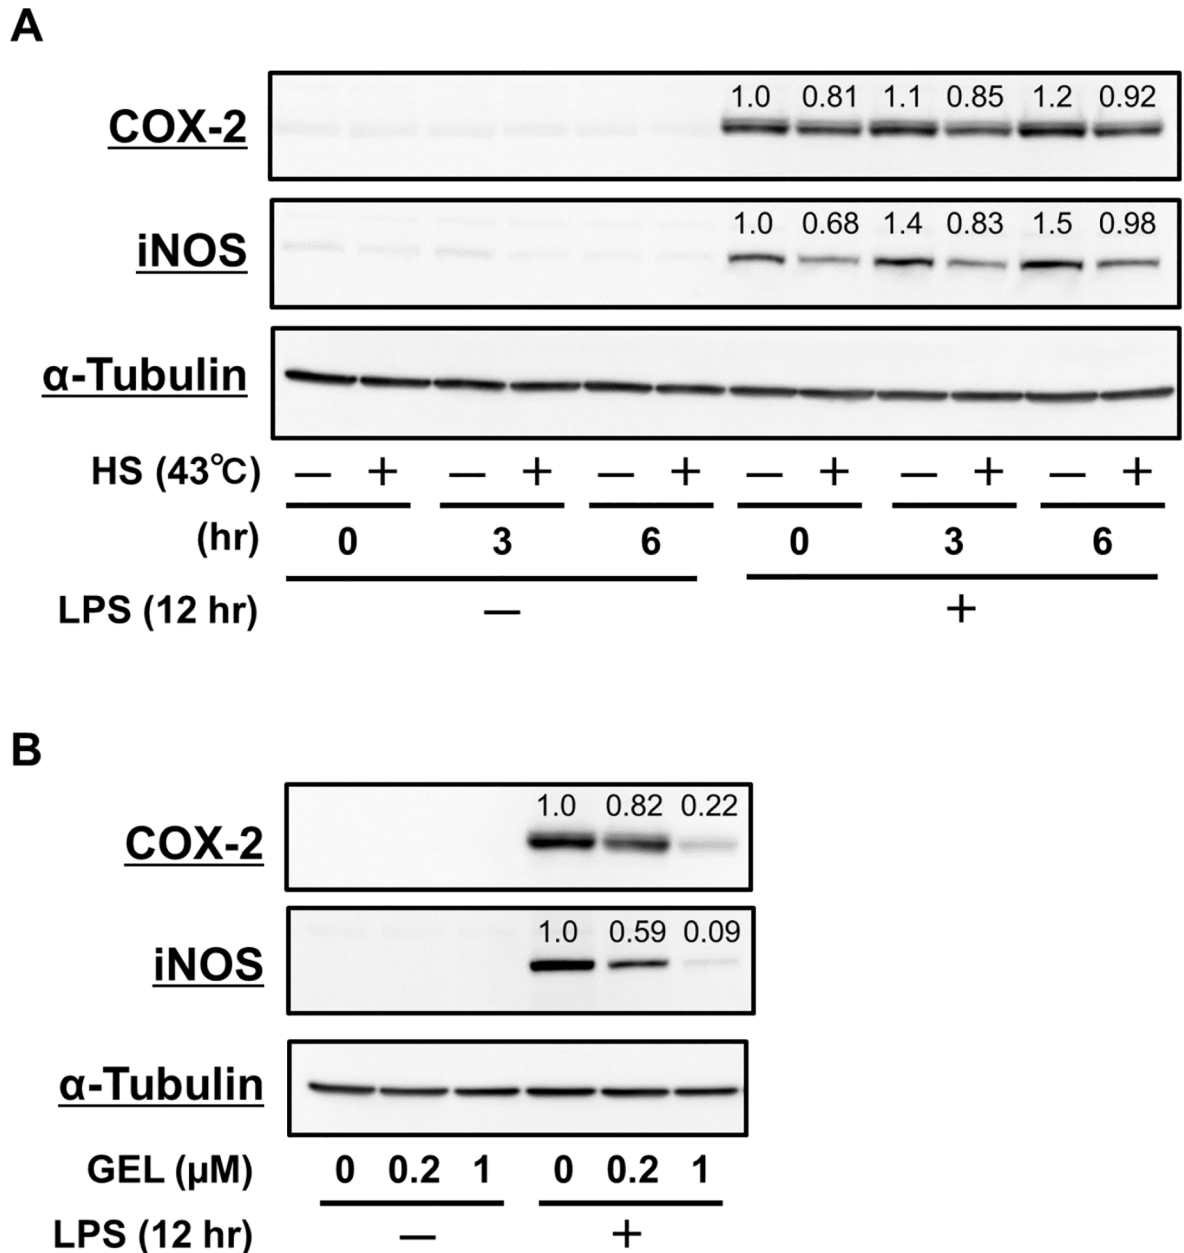 A
COX-2 1.0 0.81 1.1 0.85 1.2 0.92
iNOS 1.0 0.68 1.4 0.83 1.5 0.98
α-Tubulin
HS (43℃) — + — + — + — + — + — +
(hr) 0 3 6 0 3 6
LPS (12 hr) — +
B
COX-2 1.0 0.82 0.22
iNOS 1.0 0.59 0.09
α-Tubulin
GEL (μM) 0 0.2 1 0 0.2 1
LPS (12 hr) — +